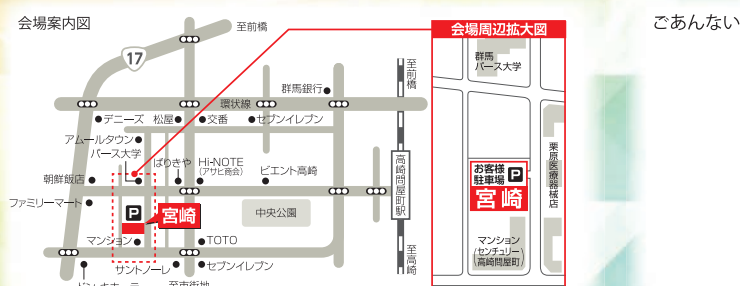 会場案内図
至前橋
17
会場周辺拡大図
ごあんない
群馬
パース大学
至前橋
群馬銀行
環状線
デニーズ
松屋
交番
セブンイレブン
アムールタウン
パース大学
ばりきや
Hi-NOTE
(アサヒ商会)
ビエント高崎
朝鮮飯店
ファミリーマート
P
宮崎
中央公園
高崎問屋町駅
マンション
TOTO
サントノーレ
セブンイレブン
至高崎
至市街地
お客様
駐車場
P
宮崎
栗原医療器械店
マンション
(センチュリー
高崎問屋町)